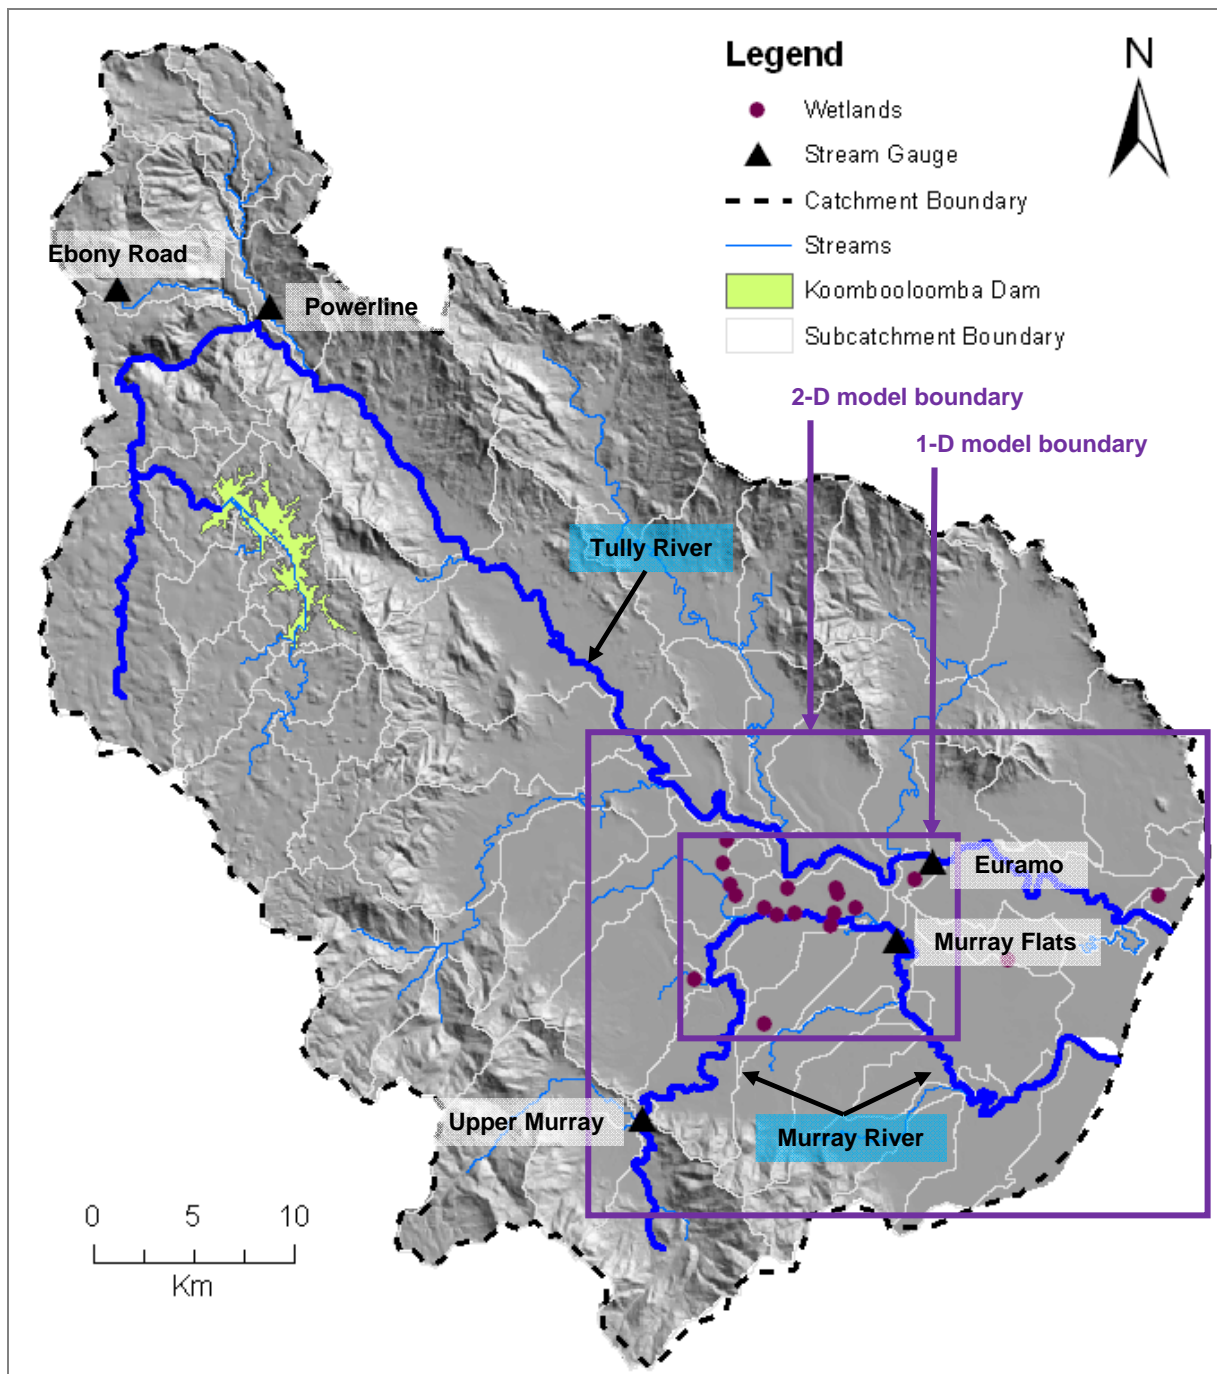 Legend
N
Wetlands
Stream Gauge
Catchment Boundary
Streams
Koombooloomba Dam
Subcatchment Boundary
Ebony Road
Powerline
2-D model boundary
1-D model boundary
Tully River
Euramo
Murray Flats
Upper Murray
Murray River
0 5 10
Km